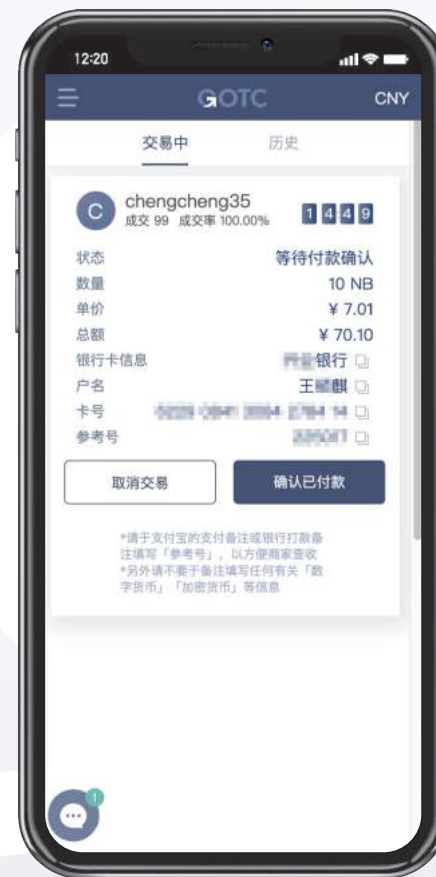 12:20
GOTC CNY
交易中 历史
C chengcheng35 14 49
成交 99 成交率 100.00%
状态 等待付款确认
数量 10 NB
单价 ¥ 7.01
总额 ¥ 70.10
银行卡信息 银行
户名 王 麒
卡号
参考号
取消交易 确认已付款
*请于支付宝的支付备注或银行打款备
注填写「参考号」，以方便商家查收
*另外请不要于备注填写任何有关「数
字货币」「加密货币」等信息
1